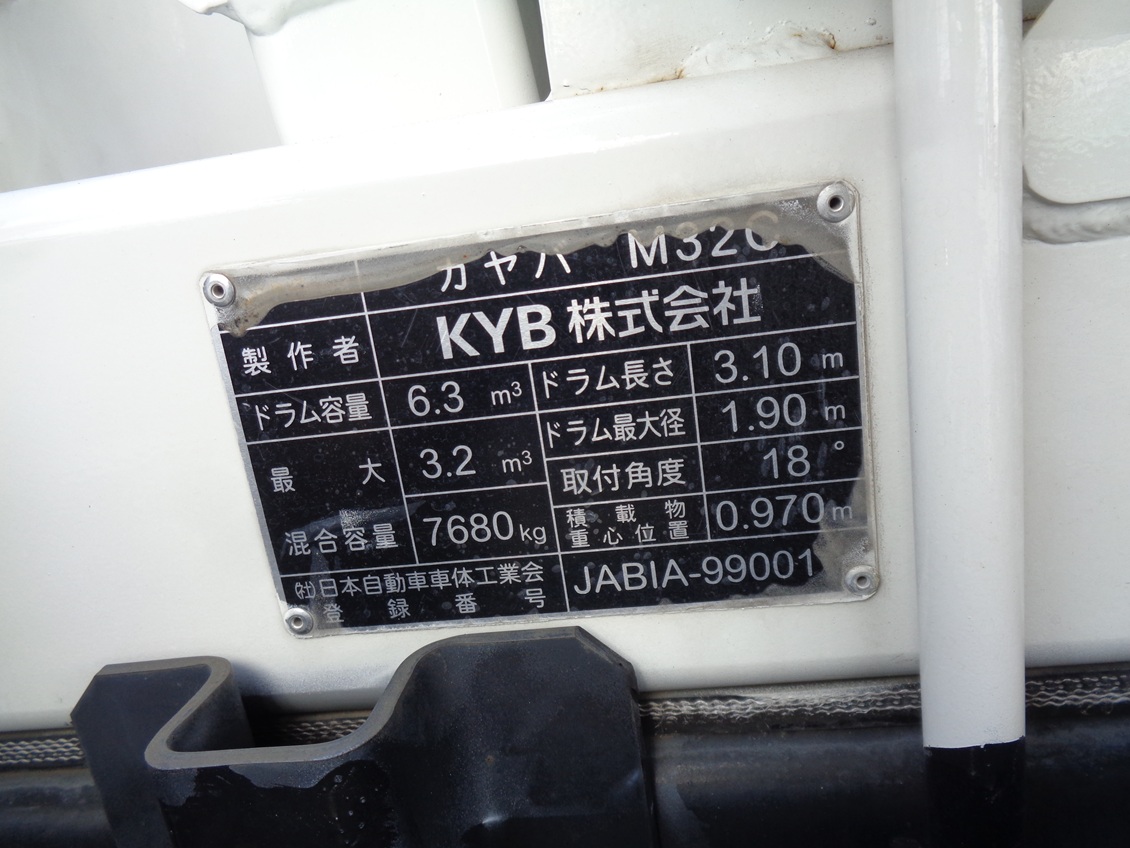 カヤバ M32C
製作者 KYB 株式会社
ドラム容量 6.3 m³ ドラム長さ 3.10 m
ドラム最大径 1.90 m
最大 3.2 m³ 取付角度 18°
混合容量 7680kg 積載物重心位置 0.970m
(社)日本自動車車体工業会
登録番号 JABIA-99001